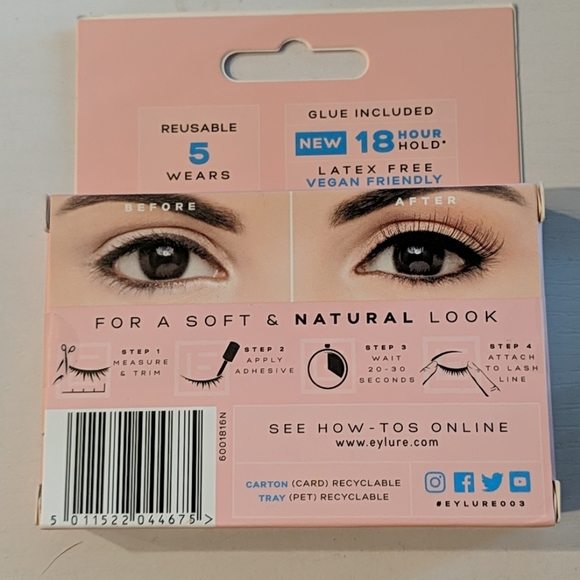 REUSABLE
5
WEARS
GLUE INCLUDED
NEW 18 HOUR HOLD*
LATEX FREE
VEGAN FRIENDLY
BEFORE
AFTER
FOR A SOFT & NATURAL LOOK
STEP 1
MEASURE
& TRIM
STEP 2
APPLY
ADHESIVE
STEP 3
WAIT
20-30
SECONDS
STEP 4
ATTACH
TO LASH
LINE
6001816N
5 011522 044675 >
SEE HOW-TOS ONLINE
www.eylure.com
CARTON (CARD) RECYCLABLE
TRAY (PET) RECYCLABLE
#EYLURE003